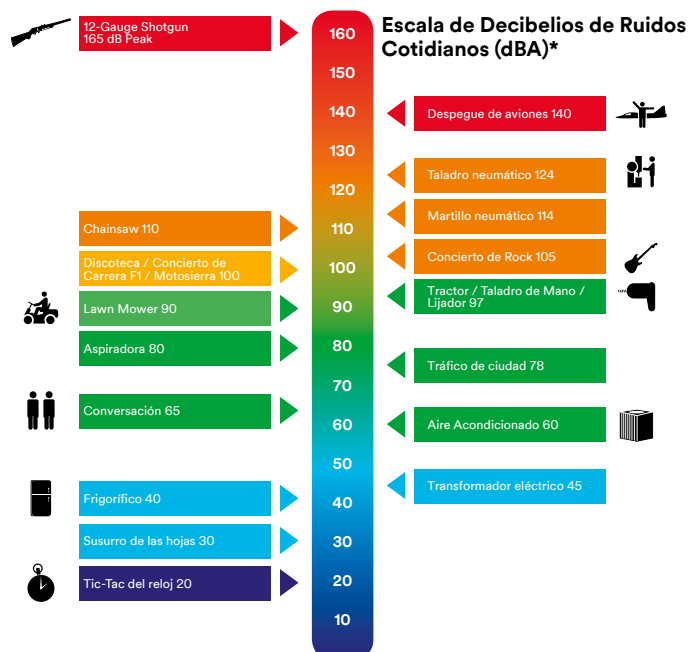 Escala de Decibelios de Ruidos
Cotidianos (dBA)*
12-Gauge Shotgun
165 dB Peak
Chainsaw 110
Discoteca / Concierto de
Carrera F1 / Motosierra 100
Lawn Mower 90
Aspiradora 80
Conversación 65
Frigorífico 40
Susurro de las hojas 30
Tic-Tac del reloj 20
160
150
140
130
120
110
100
90
80
70
60
50
40
30
20
10
Despegue de aviones 140
Taladro neumático 124
Martillo neumático 114
Concierto de Rock 105
Tractor / Taladro de Mano /
Lijador 97
Tráfico de ciudad 78
Aire Acondicionado 60
Transformador eléctrico 45